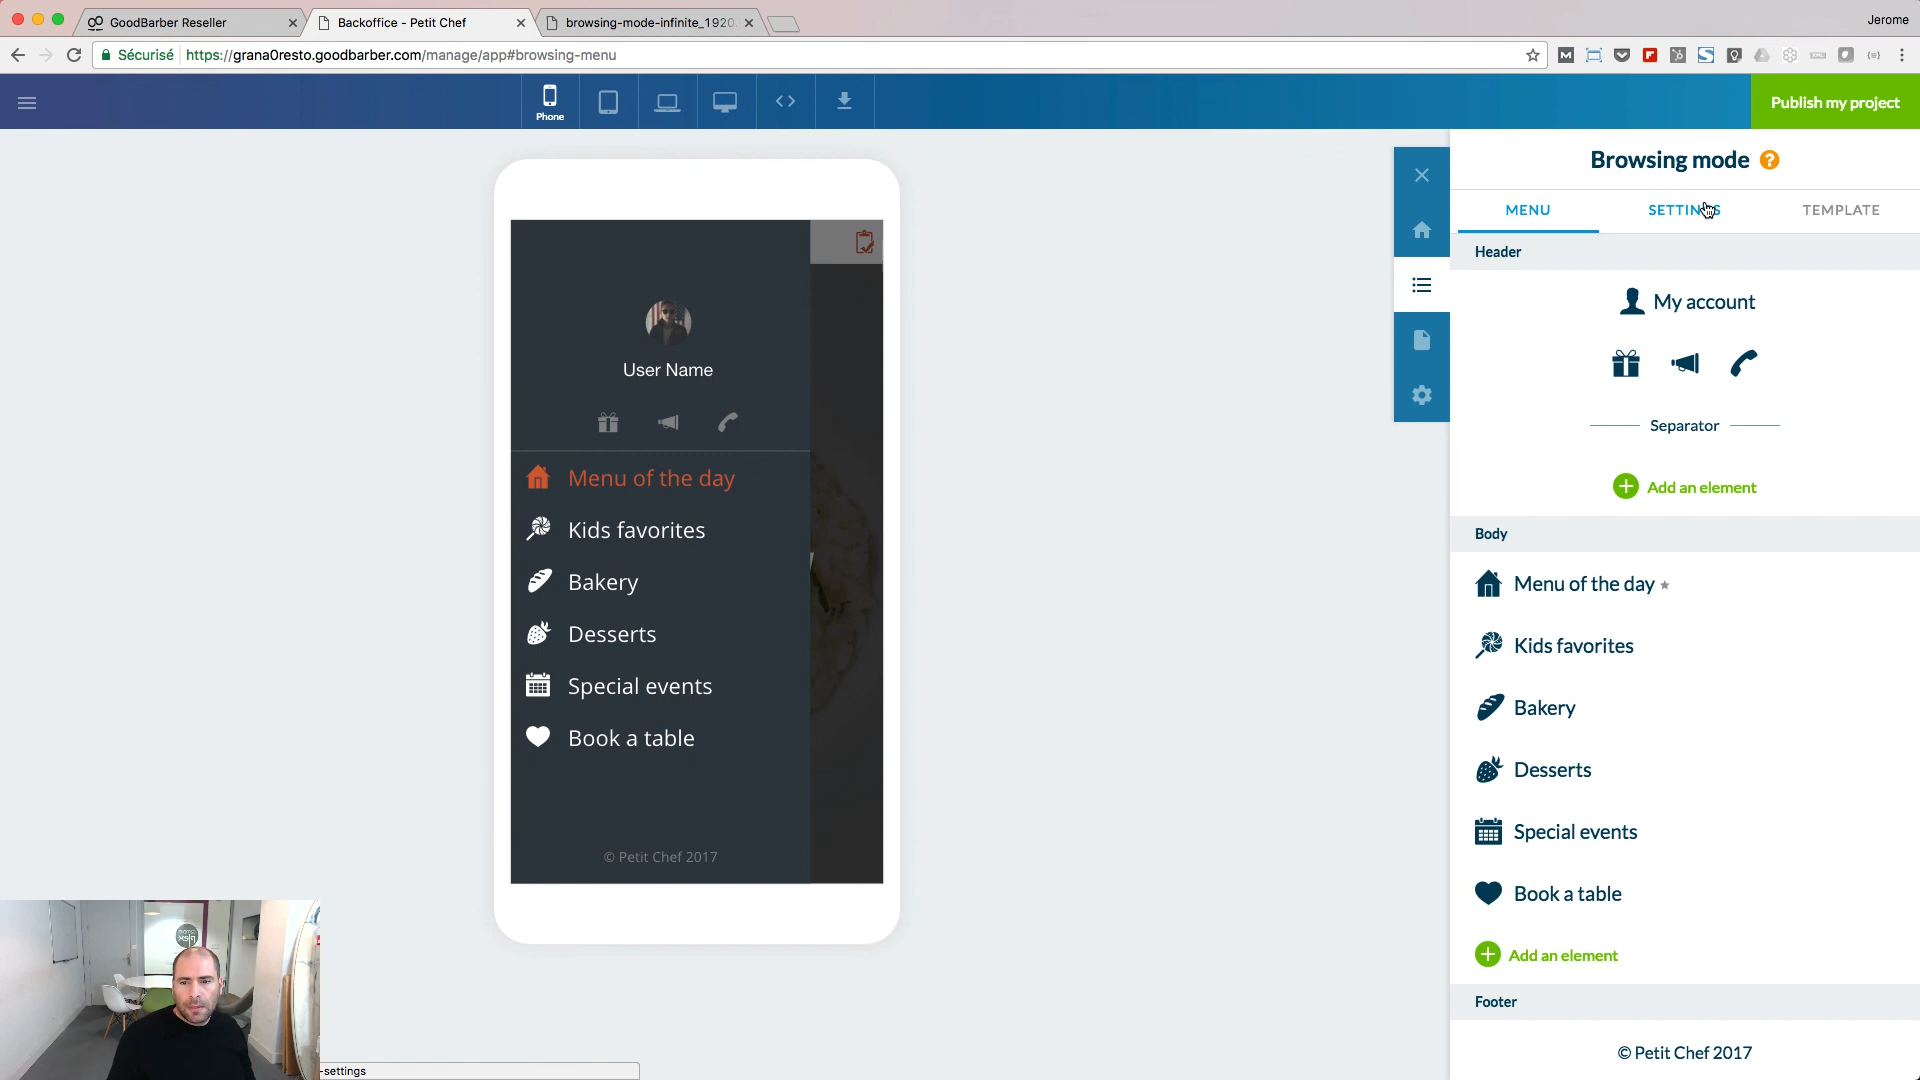 GoodBarber Reseller
Backoffice - Petit Chef
browsing-mode-infinite_1920
Jerome
Sécurisé
https://grana0resto.goodbarber.com/manage/app#browsing-menu
Phone
Publish my project
Browsing mode ?
MENU
SETTINGS
TEMPLATE
Header
My account
Separator
Add an element
Body
Menu of the day
Kids favorites
Bakery
Desserts
Special events
Book a table
Add an element
Footer
© Petit Chef 2017
User Name
Menu of the day
Kids favorites
Bakery
Desserts
Special events
Book a table
© Petit Chef 2017
-settings